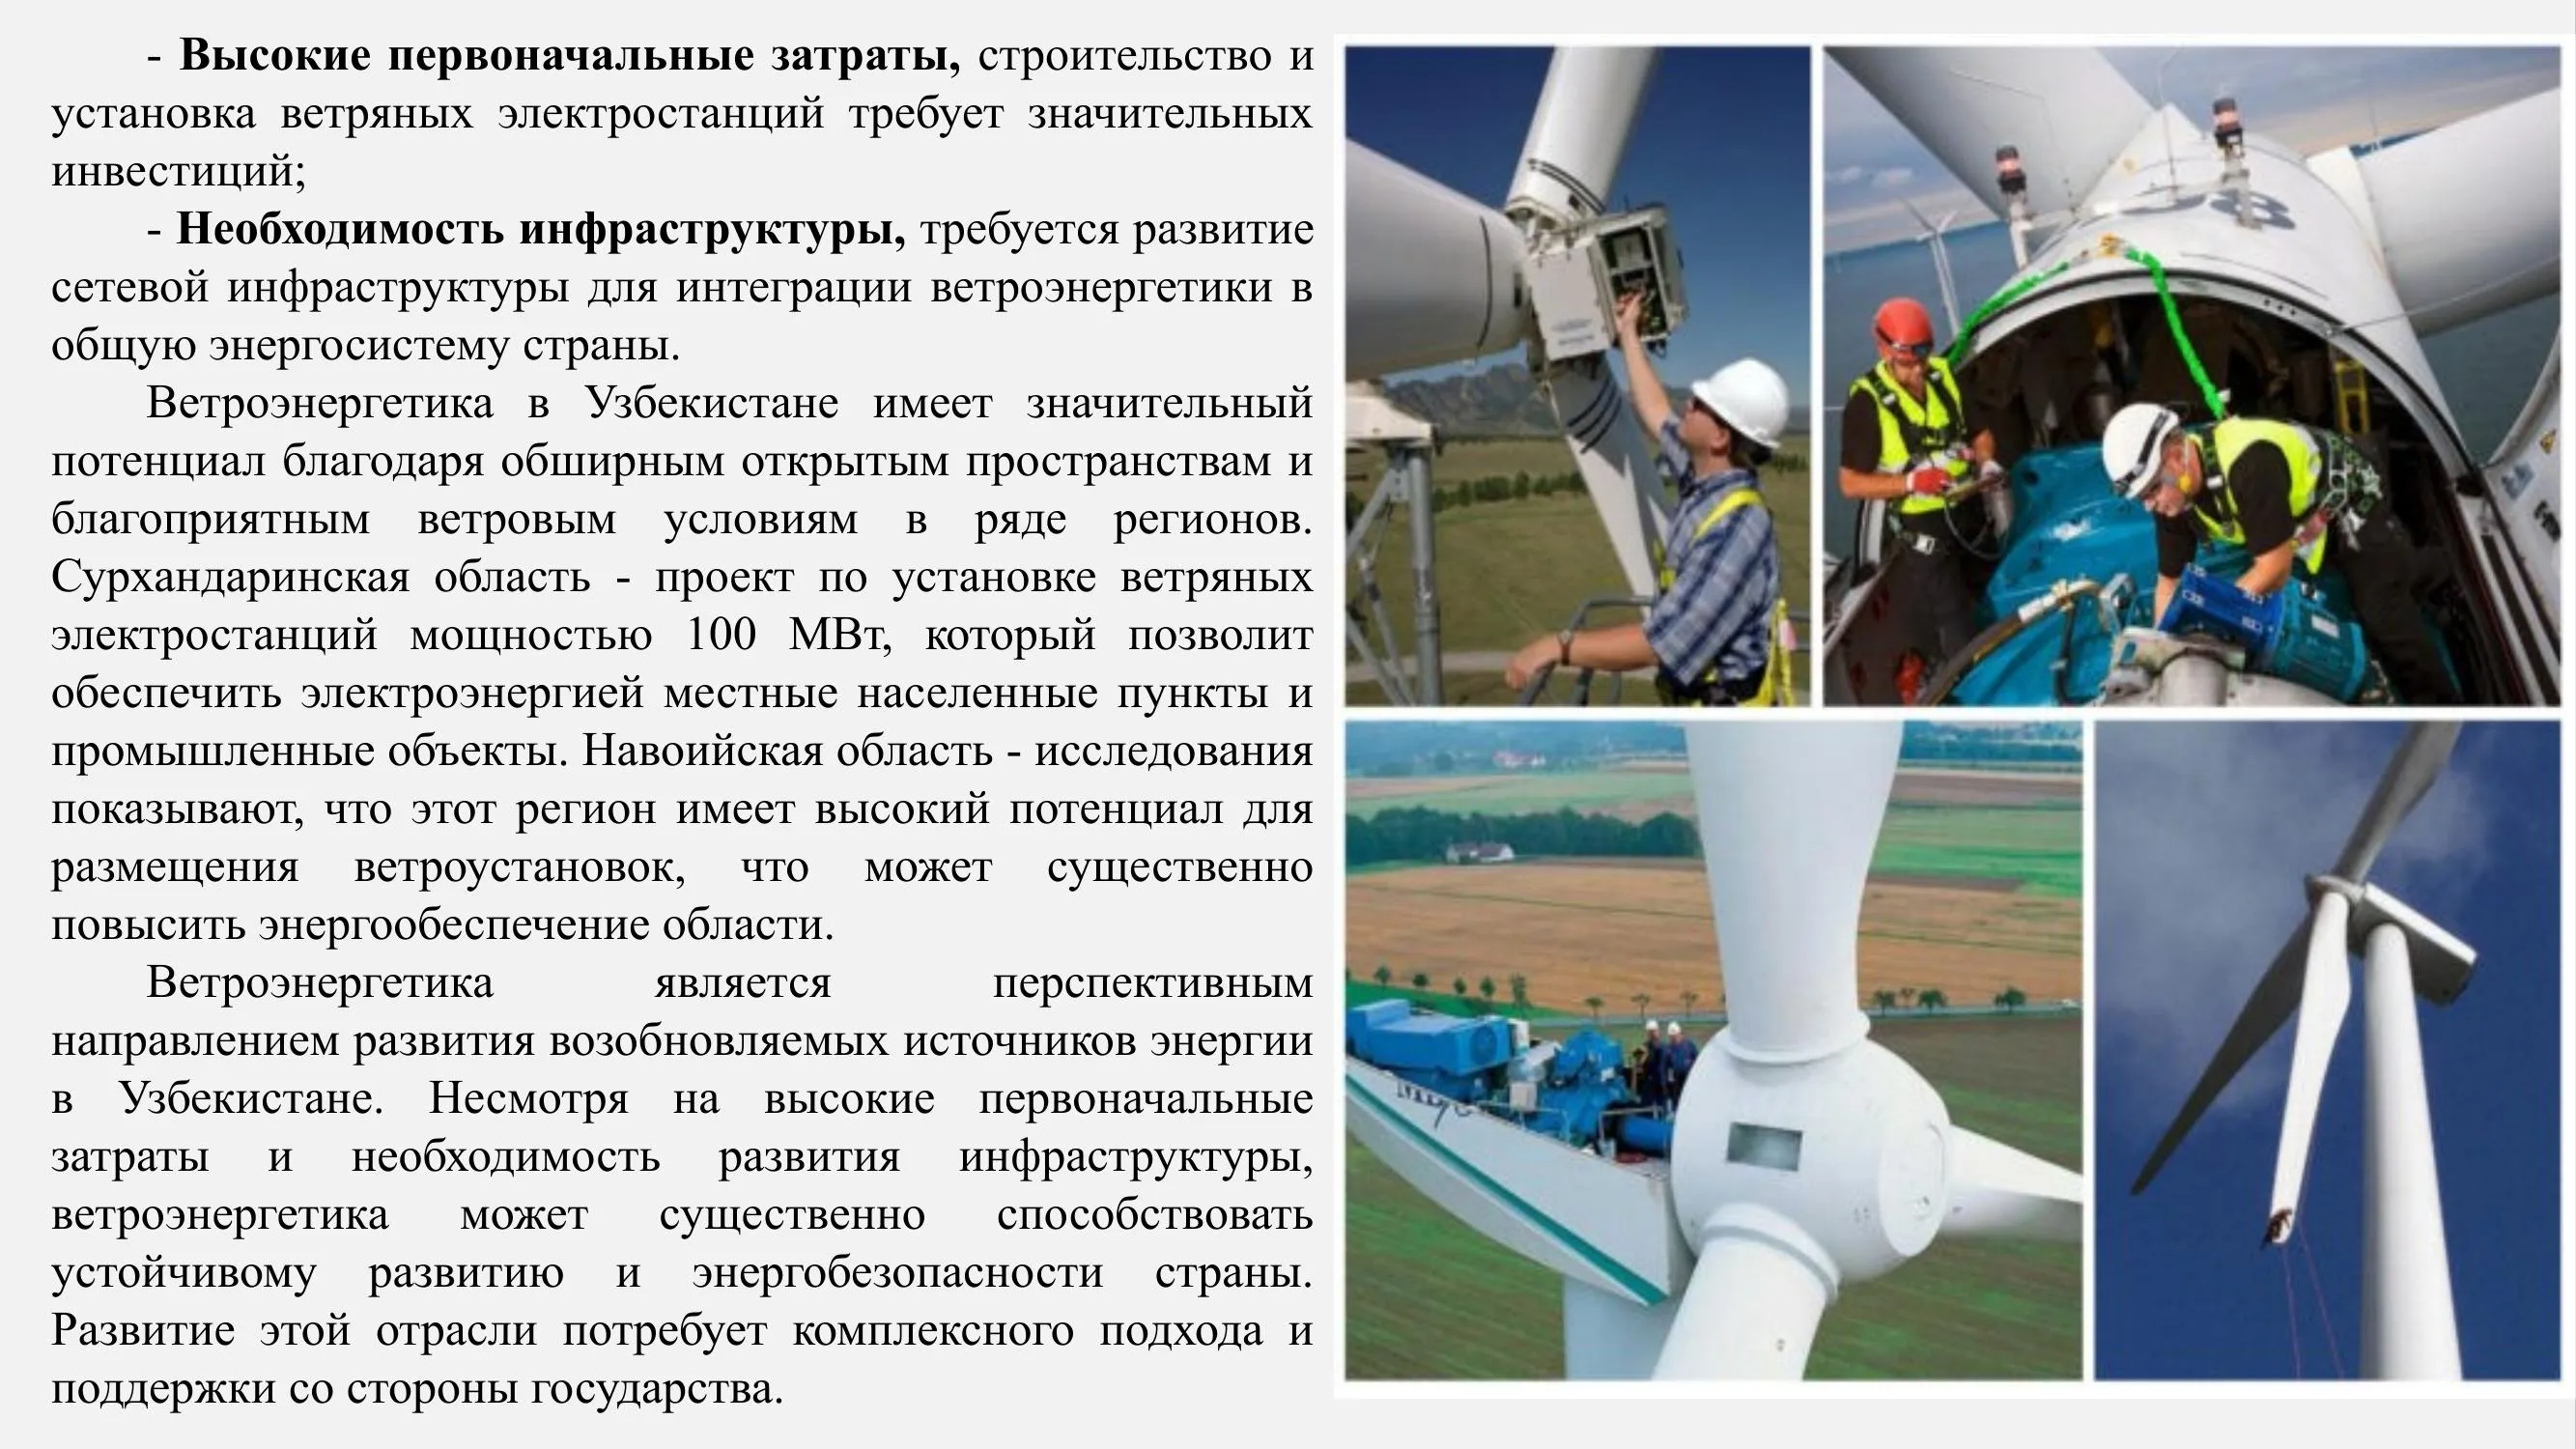 - Высокие первоначальные затраты, строительство и
установка ветряных электростанций требует значительных
инвестиций;
- Необходимость инфраструктуры, требуется развитие
сетевой инфраструктуры для интеграции ветроэнергетики в
общую энергосистему страны.
Ветроэнергетика в Узбекистане имеет значительный
потенциал благодаря обширным открытым пространствам и
благоприятным ветровым условиям в ряде регионов.
Сурхандаринская область - проект по установке ветряных
электростанций мощностью 100 МВт, который позволит
обеспечить электроэнергией местные населенные пункты и
промышленные объекты. Навоийская область - исследования
показывают, что этот регион имеет высокий потенциал для
размещения ветроустановок, что может существенно
повысить энергообеспечение области.
Ветроэнергетика является перспективным
направлением развития возобновляемых источников энергии
в Узбекистане. Несмотря на высокие первоначальные
затраты и необходимость развития инфраструктуры,
ветроэнергетика может существенно способствовать
устойчивому развитию и энергобезопасности страны.
Развитие этой отрасли потребует комплексного подхода и
поддержки со стороны государства.